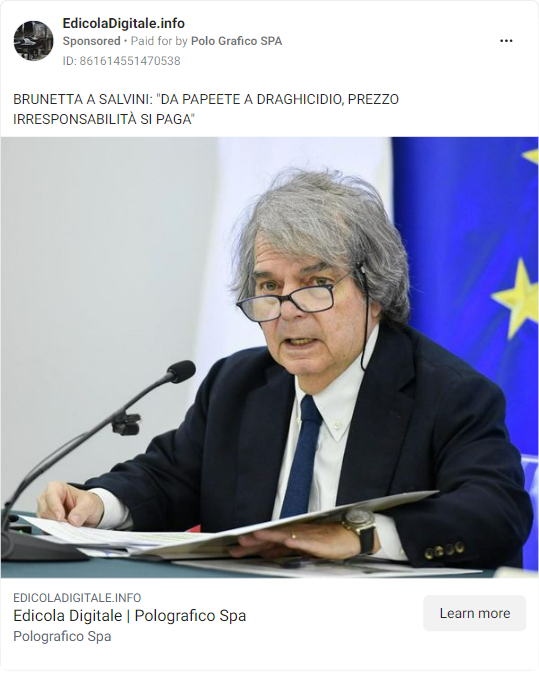 EdicolaDigitale.info
Sponsored • Paid for by Polo Grafico SPA
ID: 861614551470538
BRUNETTA A SALVINI: "DA PAPEETE A DRAGHICIDIO, PREZZO
IRRESPONSABILITÀ SI PAGA"
EDICOLADIGITALE.INFO
Edicola Digitale | Polografico Spa
Polografico Spa
Learn more